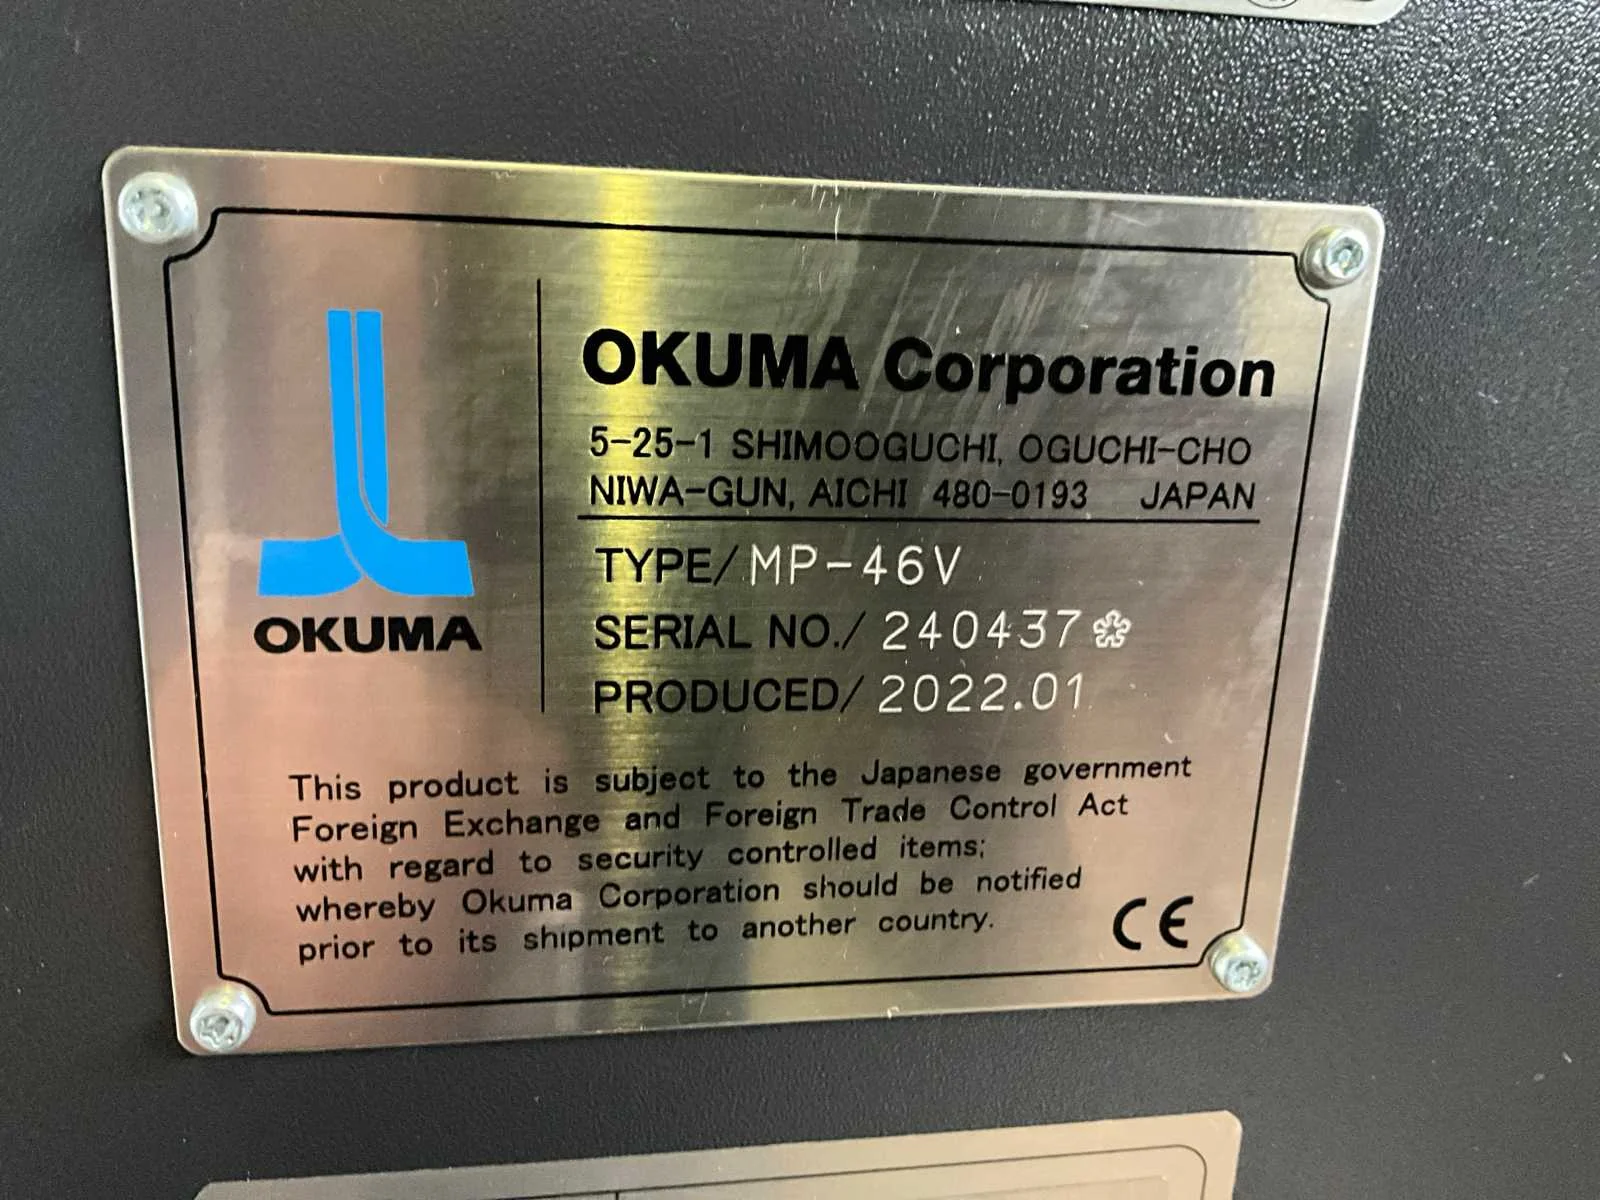 OKUMA
OKUMA Corporation
5-25-1 SHIMOOGUCHI, OGUCHI-CHO
NIWA-GUN, AICHI 480-0193 JAPAN
TYPE/ MP-46V
SERIAL NO./ 240437
PRODUCED/ 2022.01
This product is subject to the Japanese government
Foreign Exchange and Foreign Trade Control Act
with regard to security controlled items;
whereby Okuma Corporation should be notified
prior to its shipment to another country.
CE